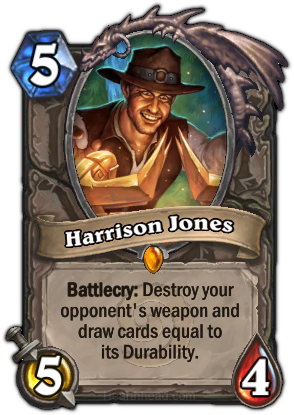 5
Harrison Jones
Battlecry: Destroy your
opponent's weapon and
draw cards equal to
its Durability.
5
4